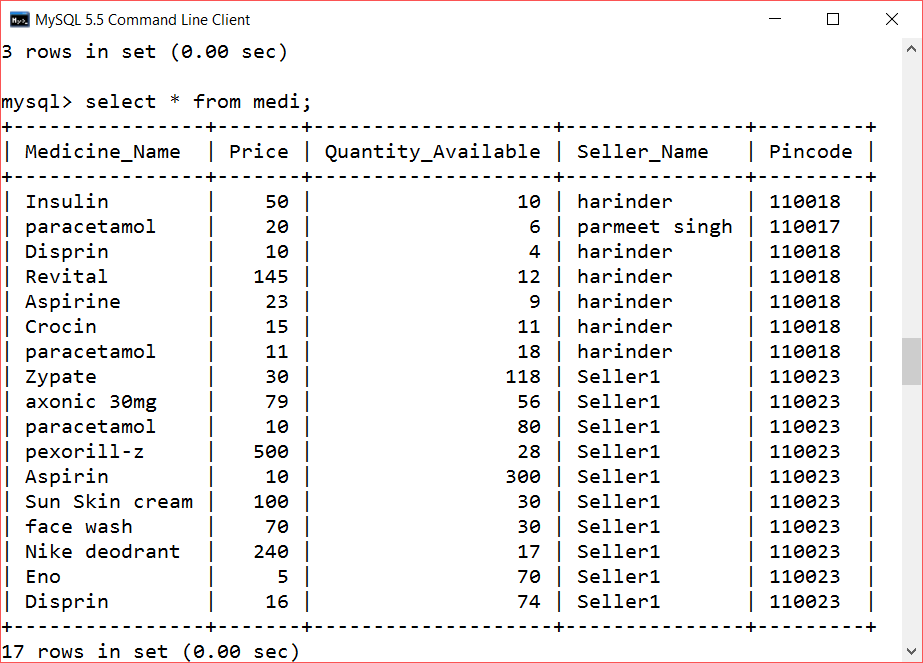 MySQL 5.5 Command Line Client
3 rows in set (0.00 sec)
mysql> select * from medi;
+-----------------+-------+--------------------+---------------+---------+
| Medicine_Name   | Price | Quantity_Available | Seller_Name   | Pincode |
+-----------------+-------+--------------------+---------------+---------+
| Insulin         |    50 |                 10 | harinder      | 110018  |
| paracetamol     |    20 |                  6 | parmeet singh | 110017  |
| Disprin         |    10 |                  4 | harinder      | 110018  |
| Revital         |   145 |                 12 | harinder      | 110018  |
| Aspirine        |    23 |                  9 | harinder      | 110018  |
| Crocin          |    15 |                 11 | harinder      | 110018  |
| paracetamol     |    11 |                 18 | harinder      | 110018  |
| Zypate          |    30 |                118 | Seller1       | 110023  |
| axonic 30mg     |    79 |                 56 | Seller1       | 110023  |
| paracetamol     |    10 |                 80 | Seller1       | 110023  |
| pexorill-z      |   500 |                 28 | Seller1       | 110023  |
| Aspirin         |    10 |                300 | Seller1       | 110023  |
| Sun Skin cream  |   100 |                 30 | Seller1       | 110023  |
| face wash       |    70 |                 30 | Seller1       | 110023  |
| Nike deodrant   |   240 |                 17 | Seller1       | 110023  |
| Eno             |     5 |                 70 | Seller1       | 110023  |
| Disprin         |    16 |                 74 | Seller1       | 110023  |
+-----------------+-------+--------------------+---------------+---------+
17 rows in set (0.00 sec)